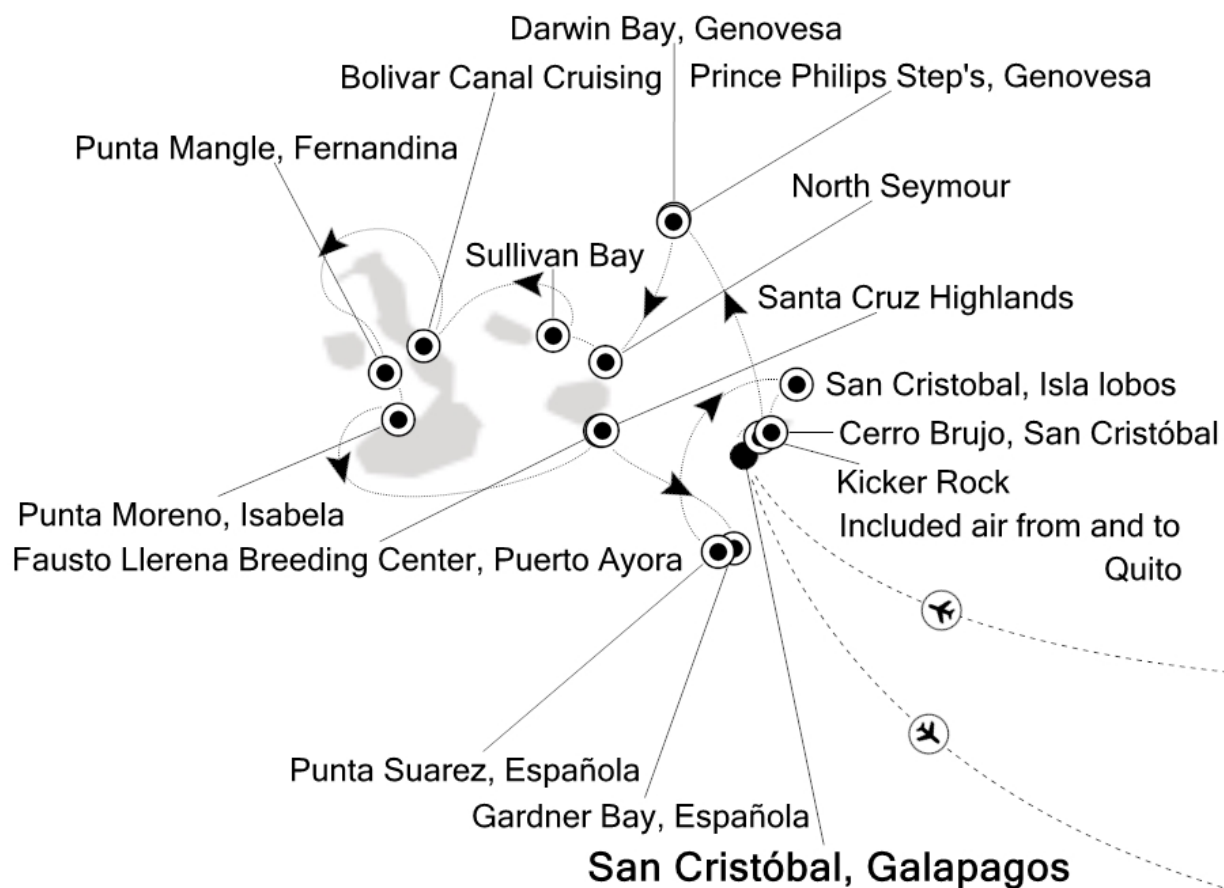 Darwin Bay, Genovesa
Bolivar Canal Cruising
Prince Philips Step's, Genovesa
Punta Mangle, Fernandina
North Seymour
Sullivan Bay
Santa Cruz Highlands
San Cristobal, Isla lobos
Cerro Brujo, San Cristóbal
Kicker Rock
Included air from and to
Quito
Punta Moreno, Isabela
Fausto Llerena Breeding Center, Puerto Ayora
Punta Suarez, Española
Gardner Bay, Española
San Cristóbal, Galapagos